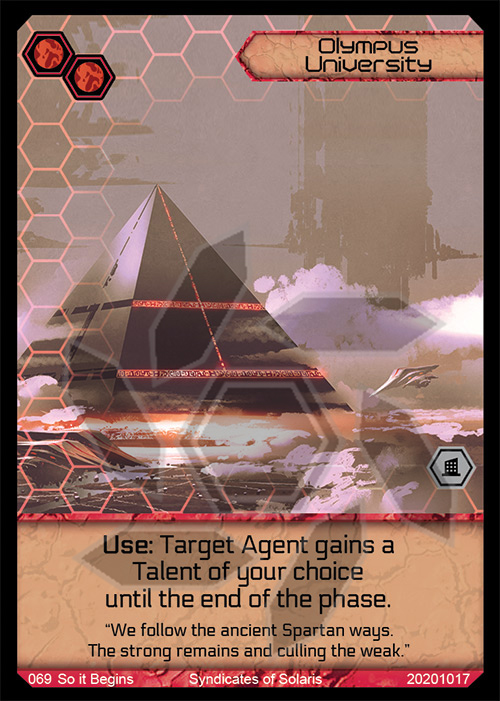 Olympus
University
Use: Target Agent gains a
Talent of your choice
until the end of the phase.
“We follow the ancient Spartan ways.
The strong remains and culling the weak.”
069 So it Begins Syndicates of Solaris 20201017